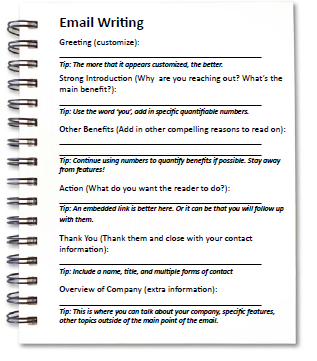 Email Writing
Greeting (customize):
Tip: The more that it appears customized, the better.
Strong Introduction (Why are you reaching out? What's the
main benefit?):
Tip: Use the word 'you', add in specific quantifiable numbers.
Other Benefits (Add in other compelling reasons to read on):
Tip: Continue using numbers to quantify benefits if possible. Stay away
from features!
Action (What do you want the reader to do?):
Tip: An embedded link is better here. Or it can be that you will follow up
with them.
Thank You (Thank them and close with your contact
information):
Tip: Include a name, title, and multiple forms of contact
Overview of Company (extra information):
Tip: This is where you can talk about your company, specific features,
other topics outside of the main point of the email.